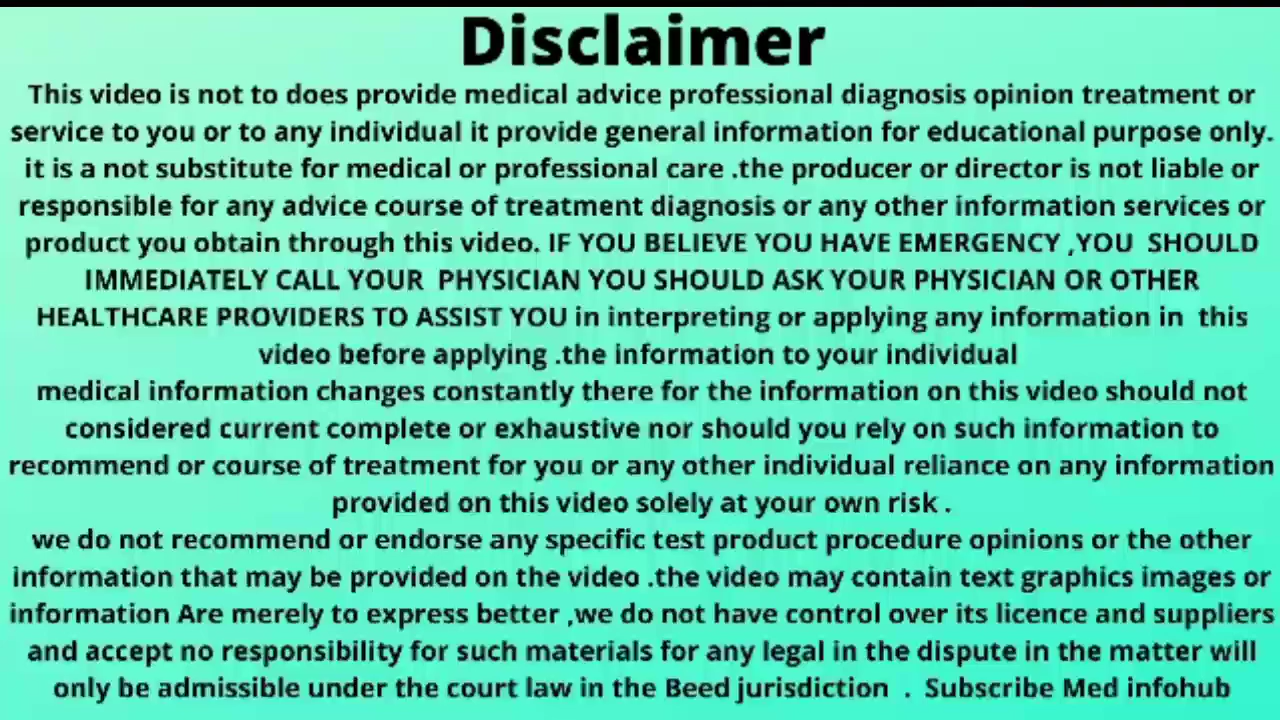 Disclaimer
This video is not to does provide medical advice professional diagnosis opinion treatment or
service to you or to any individual it provide general information for educational purpose only.
it is a not substitute for medical or professional care .the producer or director is not liable or
responsible for any advice course of treatment diagnosis or any other information services or
product you obtain through this video. IF YOU BELIEVE YOU HAVE EMERGENCY ,YOU SHOULD
IMMEDIATELY CALL YOUR PHYSICIAN YOU SHOULD ASK YOUR PHYSICIAN OR OTHER
HEALTHCARE PROVIDERS TO ASSIST YOU in interpreting or applying any information in this
video before applying .the information to your individual
medical information changes constantly there for the information on this video should not
considered current complete or exhaustive nor should you rely on such information to
recommend or course of treatment for you or any other individual reliance on any information
provided on this video solely at your own risk .
we do not recommend or endorse any specific test product procedure opinions or the other
information that may be provided on the video .the video may contain text graphics images or
information Are merely to express better ,we do not have control over its licence and suppliers
and accept no responsibility for such materials for any legal in the dispute in the matter will
only be admissible under the court law in the Beed jurisdiction . Subscribe Med infohub